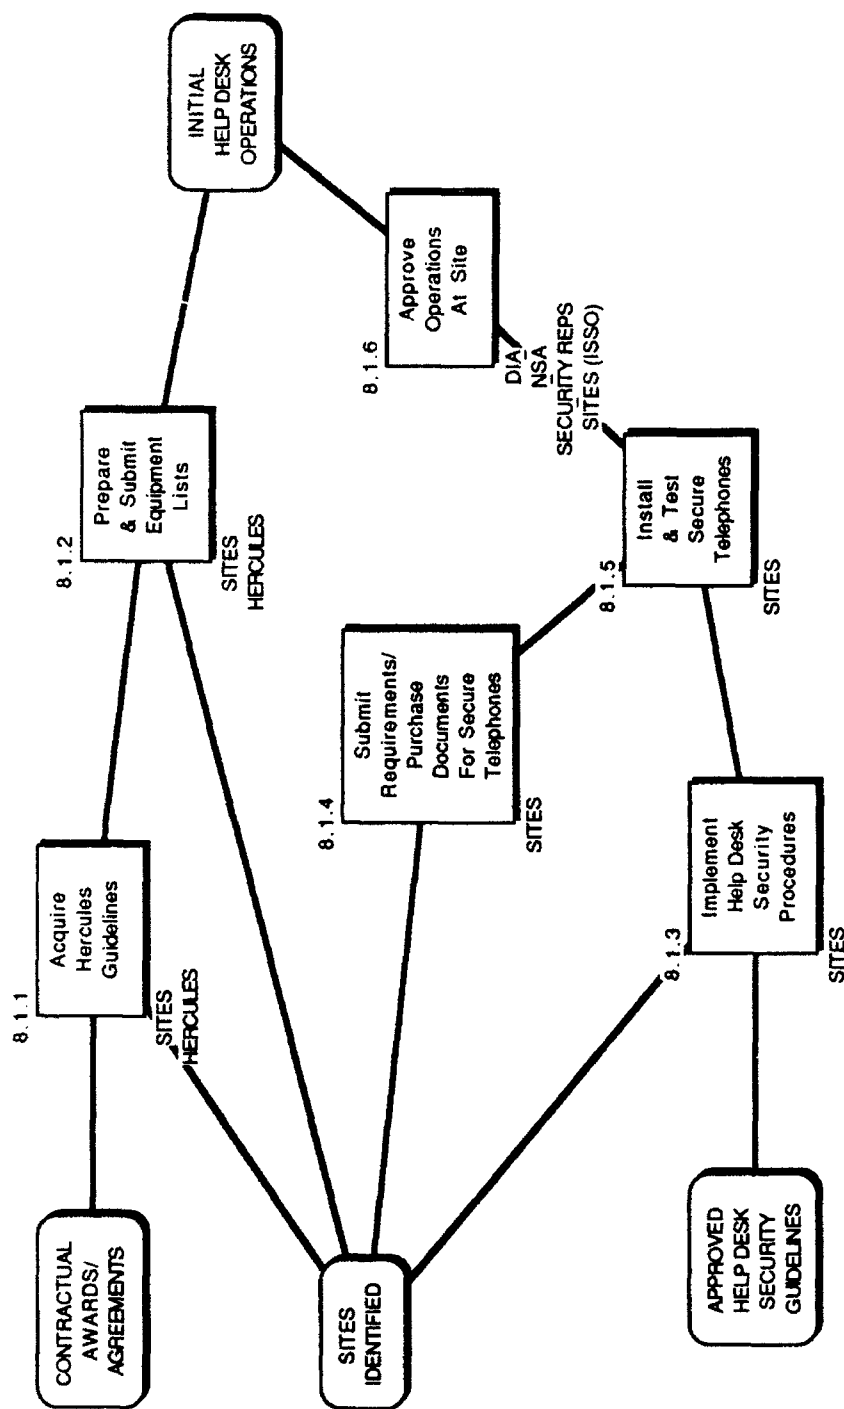 CONTRACTUAL
AWARDS/
AGREEMENTS
8.1.1
Acquire
Hercules
Guidelines
SITES
HERCULES
8.1.2
Prepare
& Submit
Equipment
Lists
SITES
HERCULES
INITIAL
HELP DESK
OPERATIONS
SITES
IDENTIFIED
8.1.4
Submit
Requirements/
Purchase
Documents
For Secure
Telephones
SITES
8.1.6
Approve
Operations
At Site
DIA
NSA
SECURITY REPS
SITES (ISSO)
8.1.5
Install
& Test
Secure
Telephones
SITES
8.1.3
Implement
Help Desk
Security
Procedures
SITES
APPROVED
HELP DESK
SECURITY
GUIDELINES